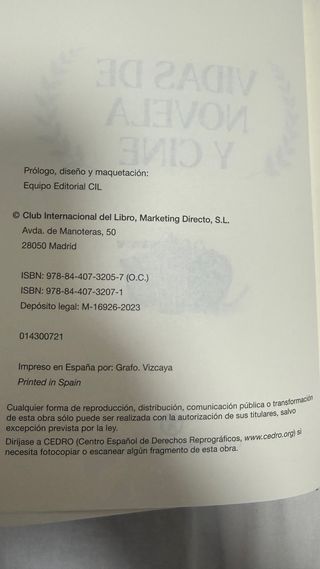 VIDAS DE
NOVELA
Y CINE
Prólogo, diseño y maquetación:
Equipo Editorial CIL
© Club Internacional del Libro, Marketing Directo, S.L.
Avda. de Manoteras, 50
28050 Madrid
ISBN: 978-84-407-3205-7 (O.C.)
ISBN: 978-84-407-3207-1
Depósito legal: M-16926-2023
014300721
Impreso en España por: Grafo. Vizcaya
Printed in Spain
Cualquier forma de reproducción, distribución, comunicación pública o transformación
de esta obra sólo puede ser realizada con la autorización de sus titulares, salvo
excepción prevista por la ley.
Diríjase a CEDRO (Centro Español de Derechos Reprográficos, www.cedro.org) si
necesita fotocopiar o escanear algún fragmento de esta obra.